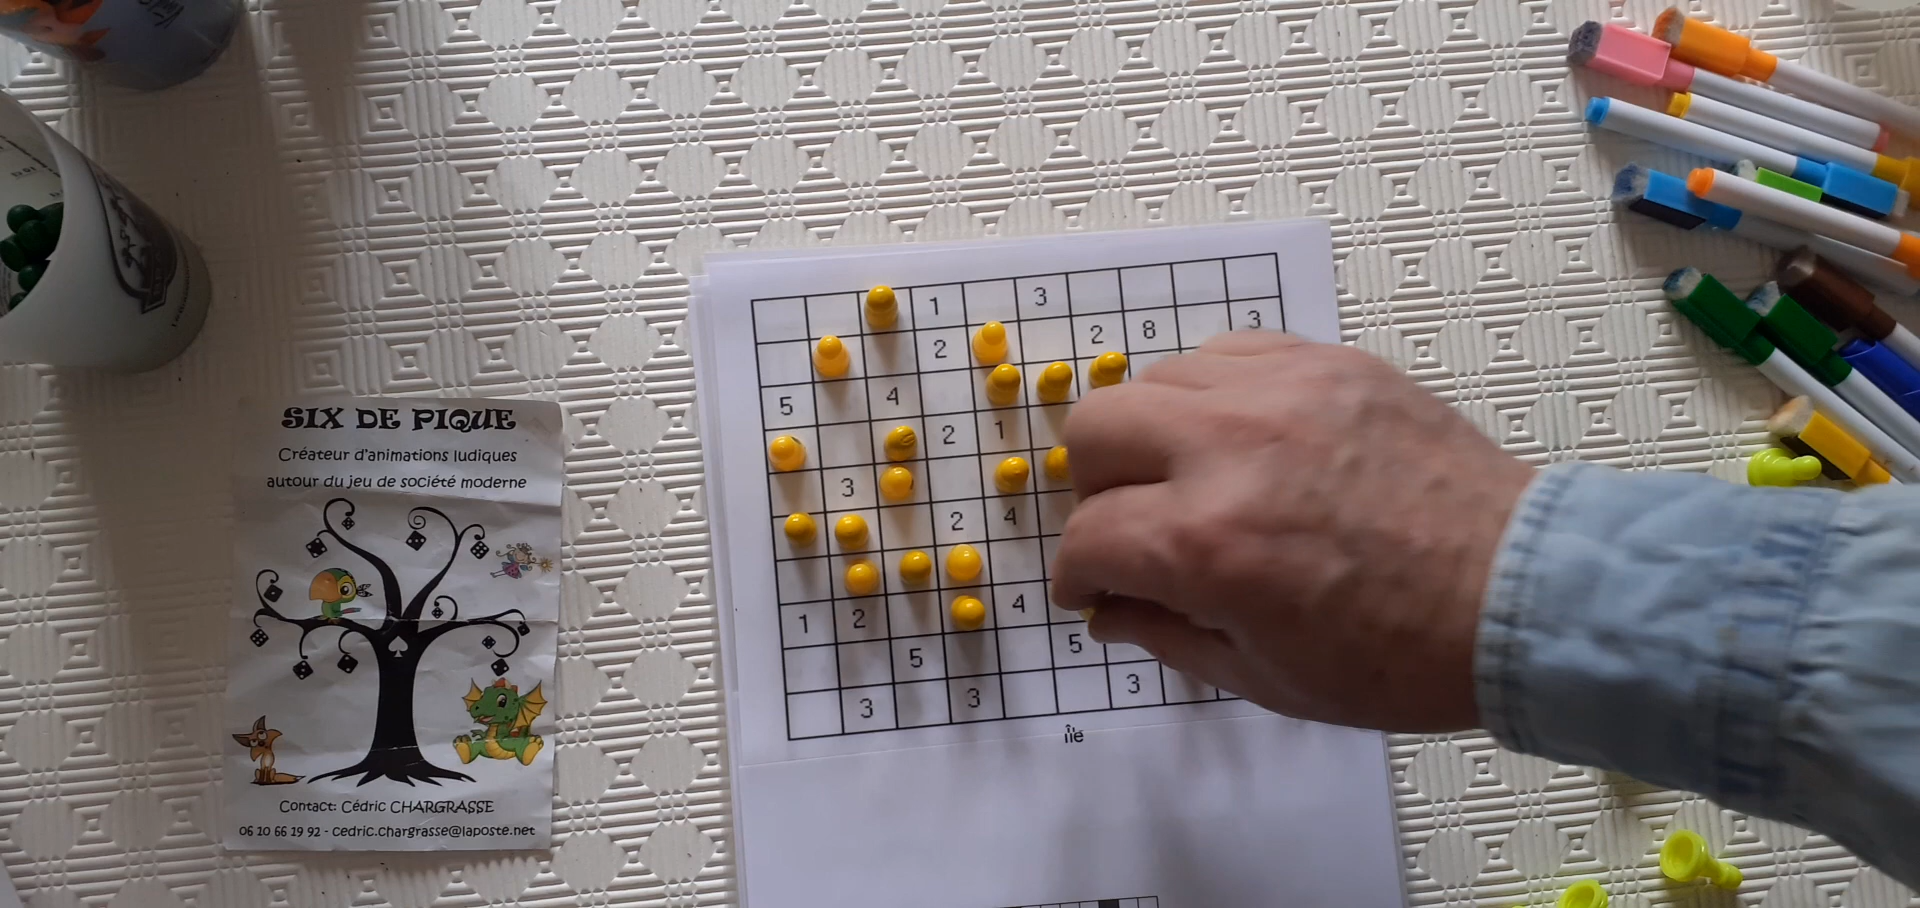 SIX DE PIQUE
Créateur d'animations ludiques
autour du jeu de société moderne
Contact: Cédric CHARGRASSE
06 10 66 19 92 - cedric.chargrasse@laposte.net
1 3
2 2 8 3
5 4
2 1
3
2 4
1 2 4
5 5
3 3 3
île